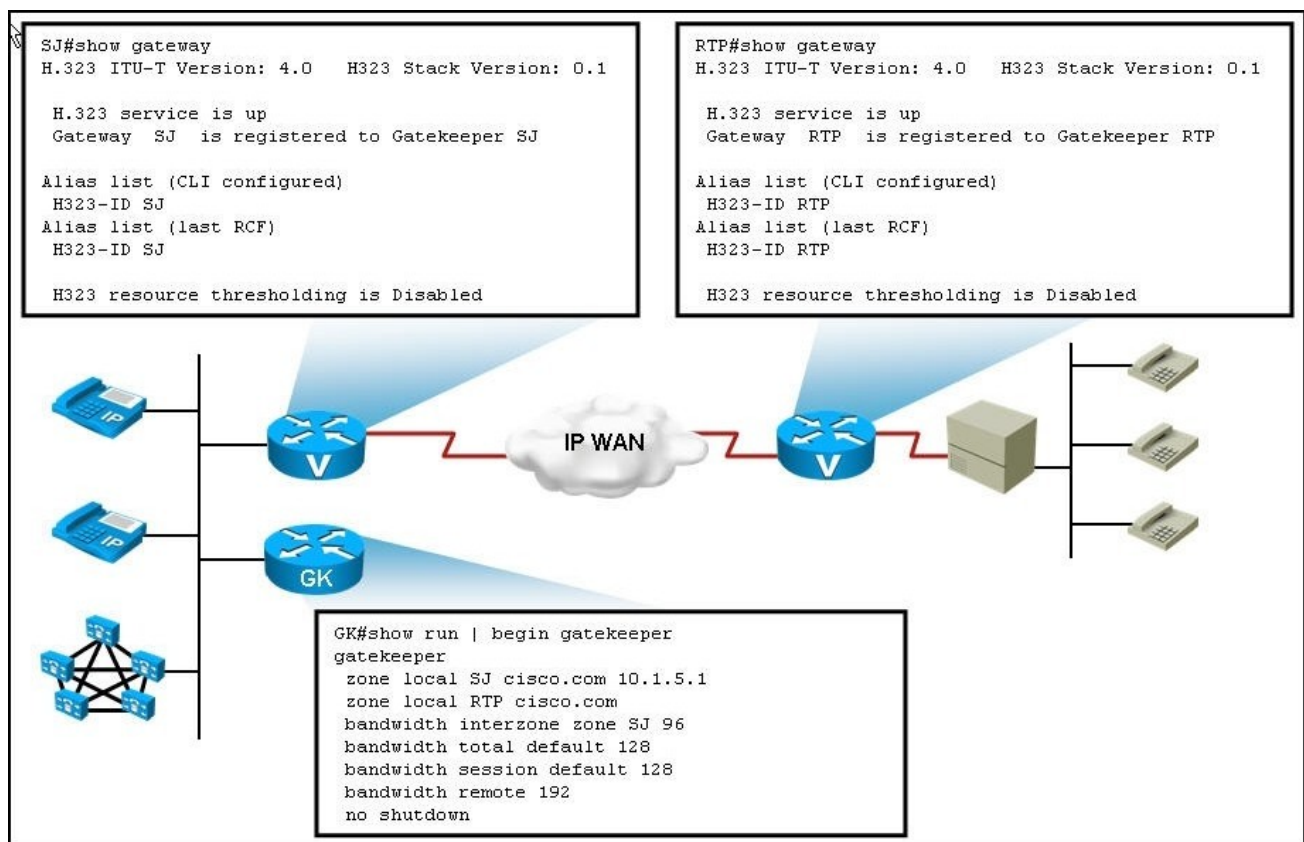 SJ#show gateway
H.323 ITU-T Version: 4.0   H323 Stack Version: 0.1
H.323 service is up
Gateway  SJ  is registered to Gatekeeper SJ
Alias list (CLI configured)
H323-ID SJ
Alias list (last RCF)
H323-ID SJ
H323 resource thresholding is Disabled
RTP#show gateway
H.323 ITU-T Version: 4.0   H323 Stack Version: 0.1
H.323 service is up
Gateway  RTP  is registered to Gatekeeper RTP
Alias list (CLI configured)
H323-ID RTP
Alias list (last RCF)
H323-ID RTP
H323 resource thresholding is Disabled
IP
V
IP WAN
V
IP
GK
GK#show run | begin gatekeeper
gatekeeper
zone local SJ cisco.com 10.1.5.1
zone local RTP cisco.com
bandwidth interzone zone SJ 96
bandwidth total default 128
bandwidth session default 128
bandwidth remote 192
no shutdown